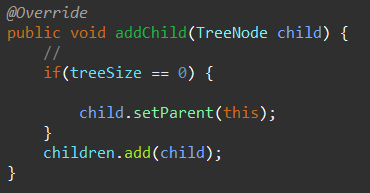 @Override
public void addChild(TreeNode child) {
    //
    if(treeSize == 0) {
        child.setParent(this);
    }
    children.add(child);
}